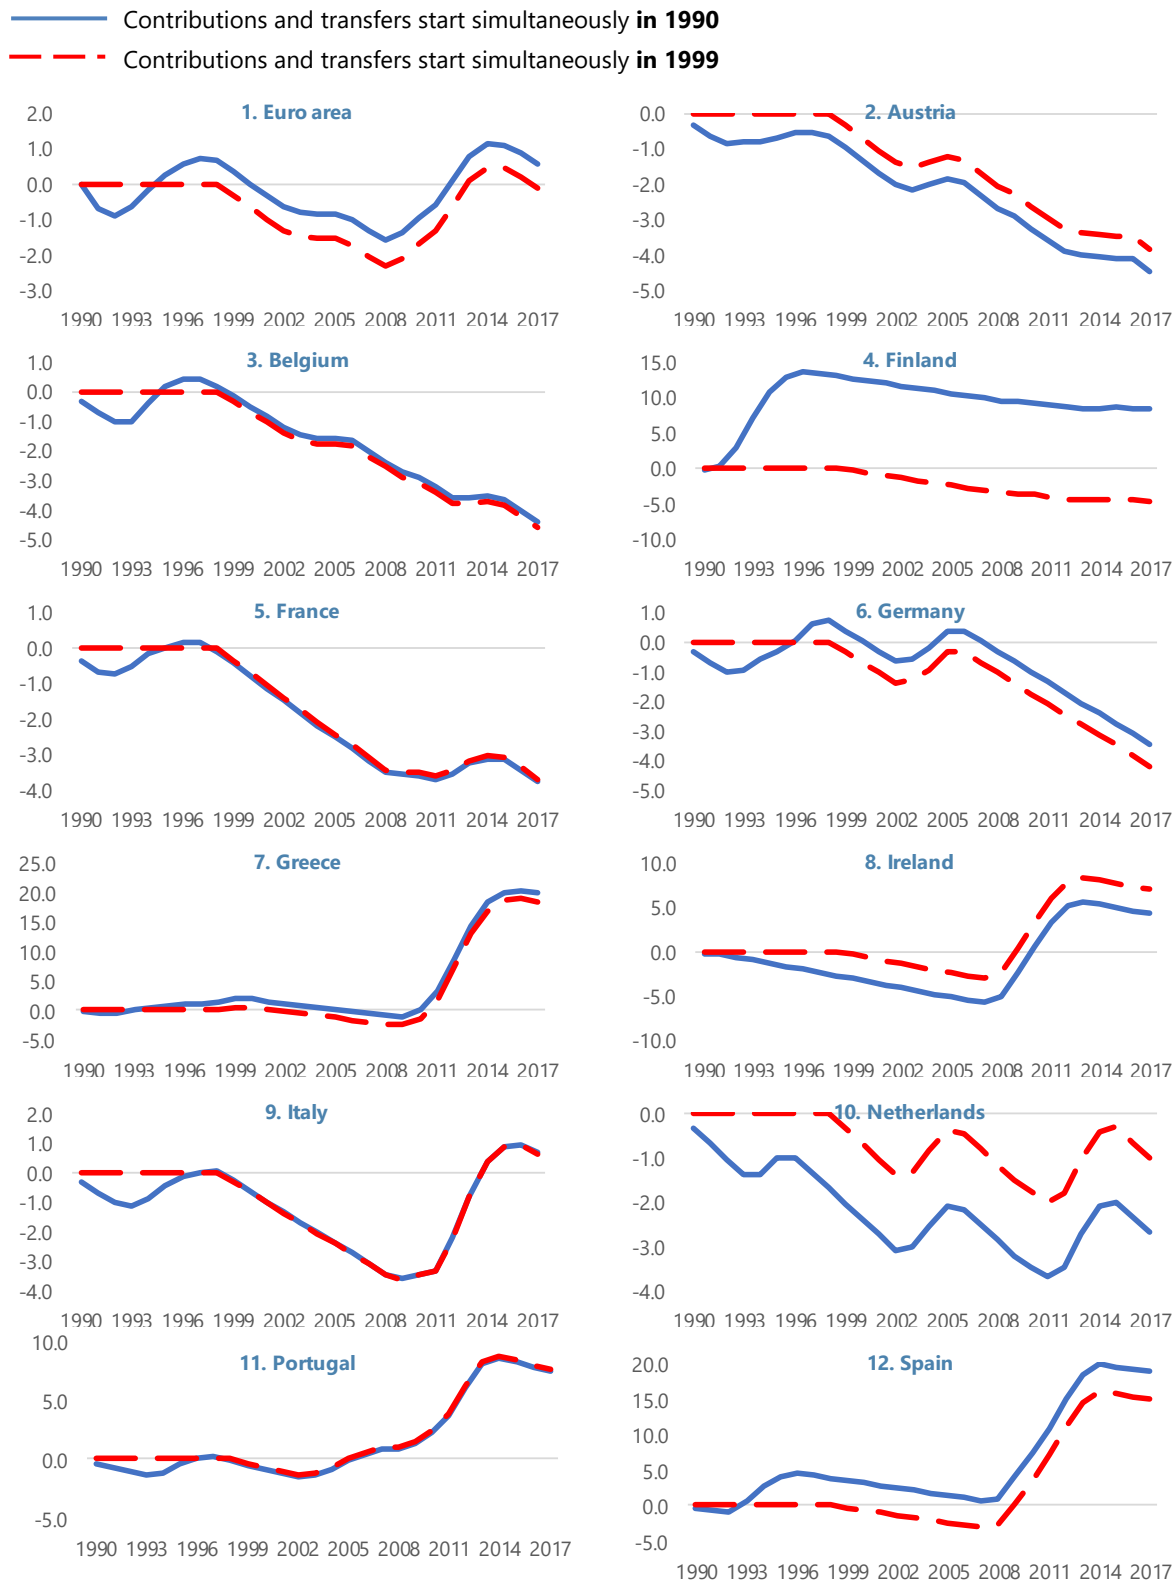 Contributions and transfers start simultaneously in 1990
Contributions and transfers start simultaneously in 1999
1. Euro area
2.0
1.0
0.0
-1.0
-2.0
-3.0
1990 1993 1996 1999 2002 2005 2008 2011 2014 2017
2. Austria
0.0
-1.0
-2.0
-3.0
-4.0
-5.0
1990 1993 1996 1999 2002 2005 2008 2011 2014 2017
3. Belgium
1.0
0.0
-1.0
-2.0
-3.0
-4.0
-5.0
1990 1993 1996 1999 2002 2005 2008 2011 2014 2017
4. Finland
15.0
10.0
5.0
0.0
-5.0
-10.0
1990 1993 1996 1999 2002 2005 2008 2011 2014 2017
5. France
1.0
0.0
-1.0
-2.0
-3.0
-4.0
1990 1993 1996 1999 2002 2005 2008 2011 2014 2017
6. Germany
1.0
0.0
-1.0
-2.0
-3.0
-4.0
-5.0
1990 1993 1996 1999 2002 2005 2008 2011 2014 2017
7. Greece
25.0
20.0
15.0
10.0
5.0
0.0
-5.0
1990 1993 1996 1999 2002 2005 2008 2011 2014 2017
8. Ireland
10.0
5.0
0.0
-5.0
-10.0
1990 1993 1996 1999 2002 2005 2008 2011 2014 2017
9. Italy
2.0
1.0
0.0
-1.0
-2.0
-3.0
-4.0
1990 1993 1996 1999 2002 2005 2008 2011 2014 2017
10. Netherlands
0.0
-1.0
-2.0
-3.0
-4.0
1990 1993 1996 1999 2002 2005 2008 2011 2014 2017
11. Portugal
10.0
5.0
0.0
-5.0
1990 1993 1996 1999 2002 2005 2008 2011 2014 2017
12. Spain
20.0
15.0
10.0
5.0
0.0
-5.0
1990 1993 1996 1999 2002 2005 2008 2011 2014 2017